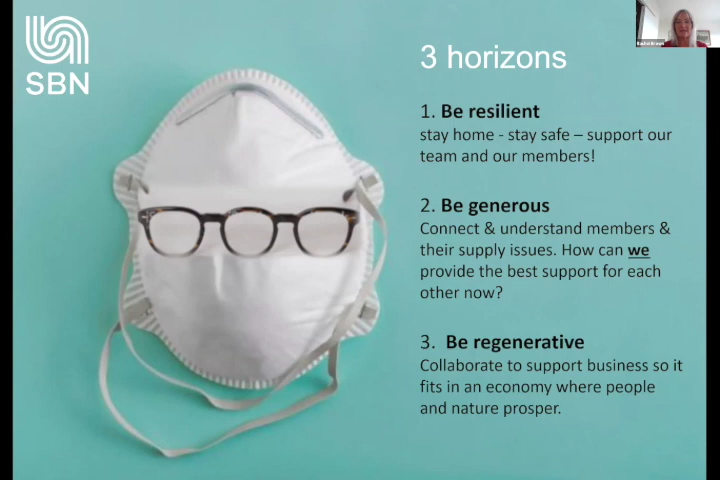 SBN
3 horizons
1. Be resilient
stay home - stay safe – support our
team and our members!
2. Be generous
Connect & understand members &
their supply issues. How can we
provide the best support for each
other now?
3. Be regenerative
Collaborate to support business so it
fits in an economy where people
and nature prosper.